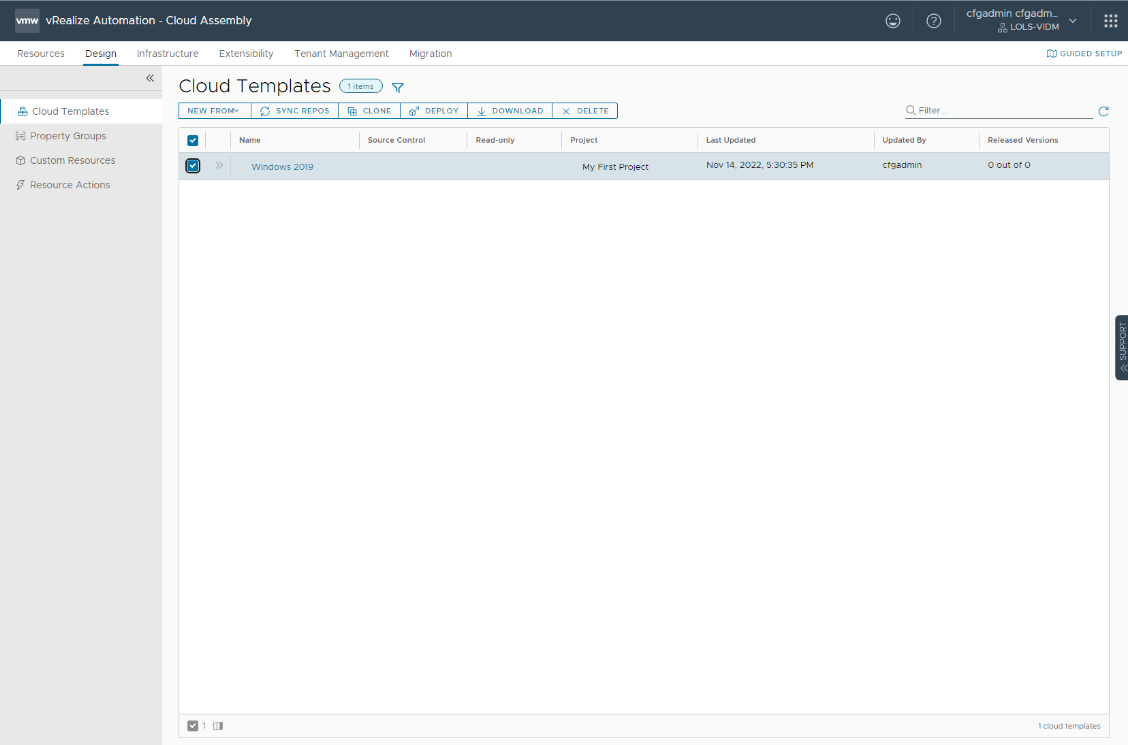 vmw vRealize Automation - Cloud Assembly
cfgadmin cfgadm...
LOLS-VIDM
Resources Design Infrastructure Extensibility Tenant Management Migration GUIDED SETUP
Cloud Templates
Property Groups
Custom Resources
Resource Actions
Cloud Templates 1 items
NEW FROM SYNC REPOS CLONE DEPLOY DOWNLOAD DELETE Filter...
Name Source Control Read-only Project Last Updated Updated By Released Versions
Windows 2019 My First Project Nov 14, 2022, 5:30:35 PM cfgadmin 0 out of 0
SUPPORT
1 1 cloud templates